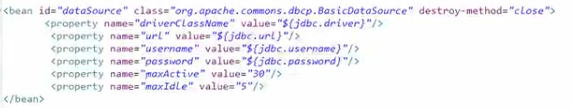 <bean id="dataSource" class="org.apache.commons.dbcp.BasicDataSource" destroy-method="close">
<property name="driverClassName" value="${jdbc.driver}"/>
<property name="url" value="${jdbc.url}"/>
<property name="username" value="${jdbc.username}"/>
<property name="password" value="${jdbc.password}"/>
<property name="maxActive" value="30"/>
<property name="maxIdle" value="5"/>
</bean>